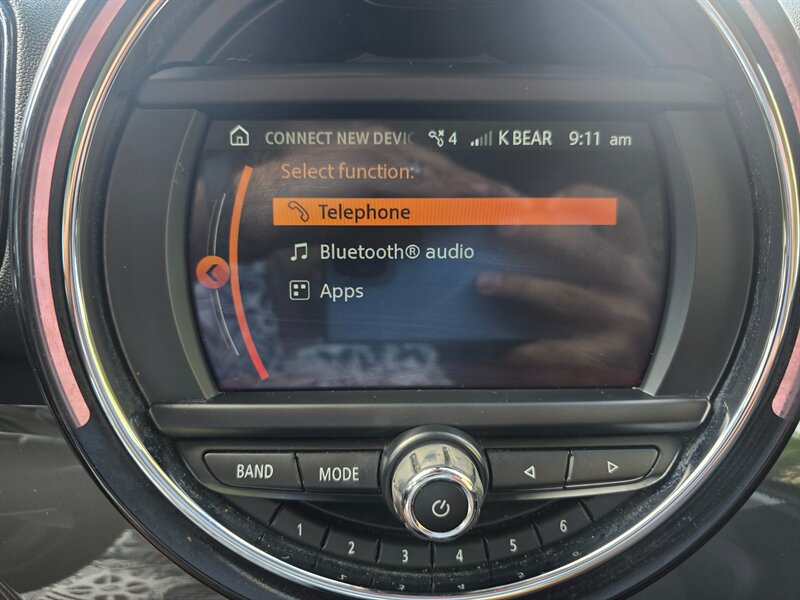 CONNECT NEW DEVIC 4 K BEAR 9:11 am
Select function:
Telephone
Bluetooth® audio
Apps
BAND MODE
1 2 3 4 5 6